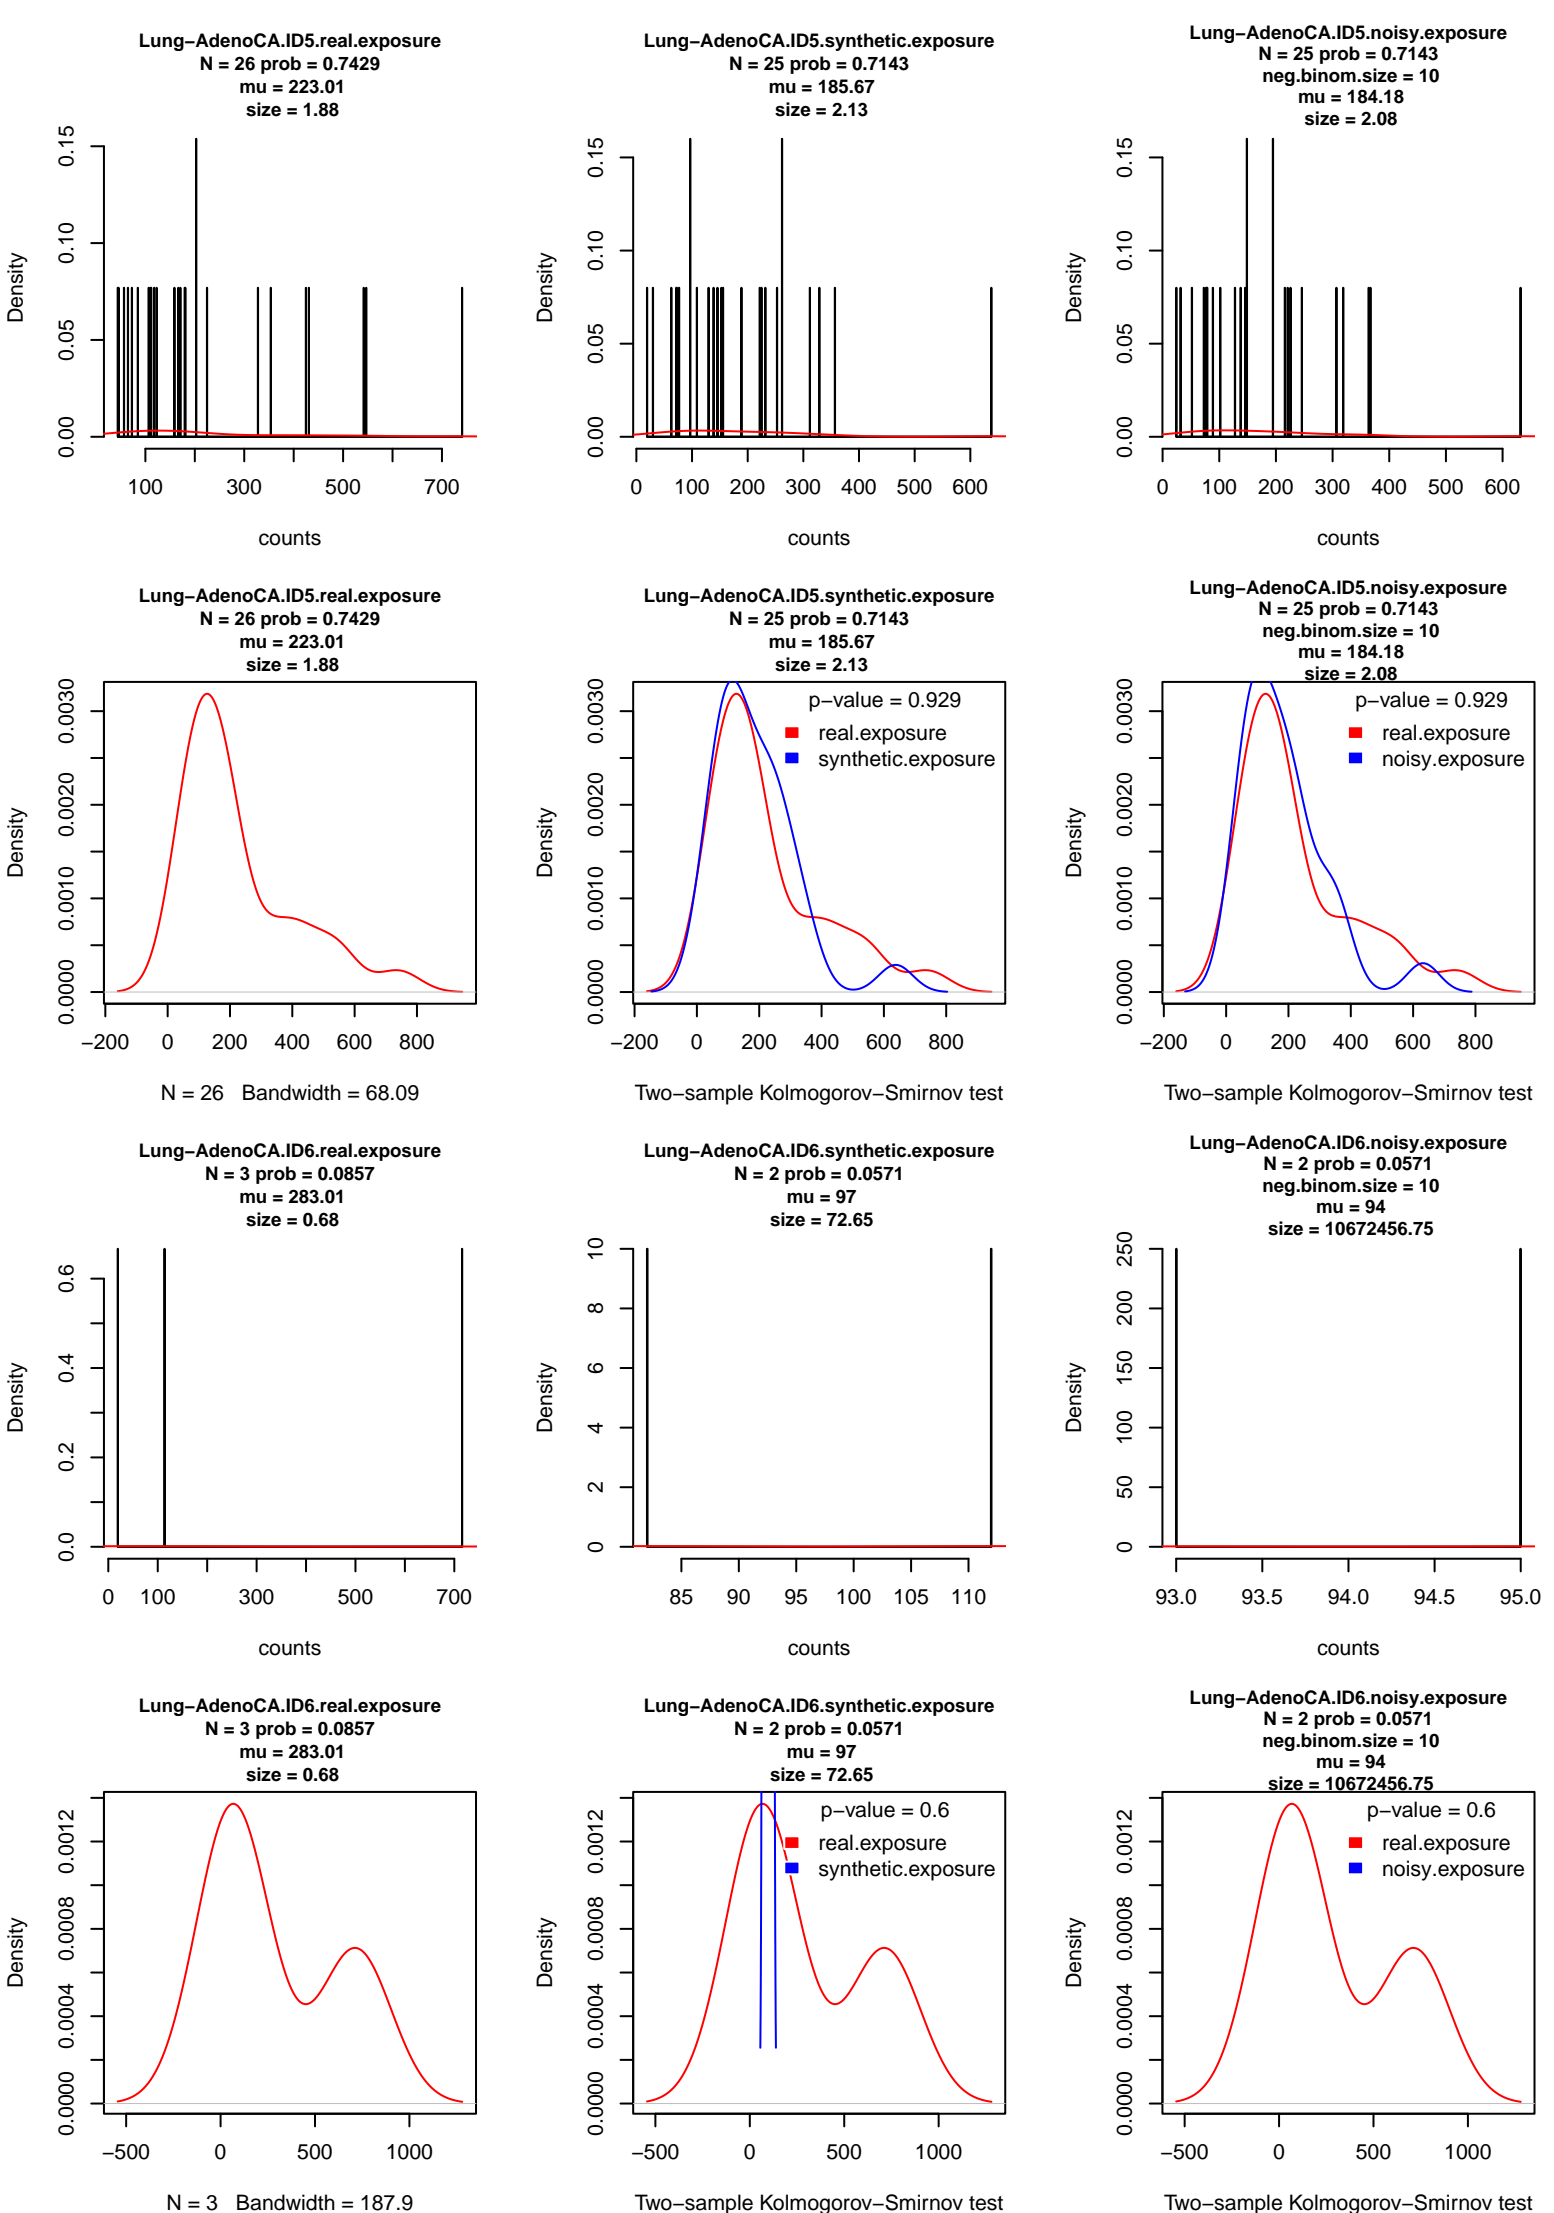 Lung−AdenoCA.ID5.real.exposure
N = 26 prob = 0.7429
mu = 223.01
size = 1.88
Density
0.00 0.05 0.10 0.15
100 300 500 700
counts
Lung−AdenoCA.ID5.synthetic.exposure
N = 25 prob = 0.7143
mu = 185.67
size = 2.13
Density
0.00 0.05 0.10 0.15
0 100 200 300 400 500 600
counts
Lung−AdenoCA.ID5.noisy.exposure
N = 25 prob = 0.7143
neg.binom.size = 10
mu = 184.18
size = 2.08
Density
0.00 0.05 0.10 0.15
0 100 200 300 400 500 600
counts
Lung−AdenoCA.ID5.real.exposure
N = 26 prob = 0.7429
mu = 223.01
size = 1.88
Density
0.0000 0.0010 0.0020 0.0030
−200 0 200 400 600 800
N = 26 Bandwidth = 68.09
Lung−AdenoCA.ID5.synthetic.exposure
N = 25 prob = 0.7143
mu = 185.67
size = 2.13
p−value = 0.929
real.exposure
synthetic.exposure
Density
0.0000 0.0010 0.0020 0.0030
−200 0 200 400 600 800
Two−sample Kolmogorov−Smirnov test
Lung−AdenoCA.ID5.noisy.exposure
N = 25 prob = 0.7143
neg.binom.size = 10
mu = 184.18
size = 2.08
p−value = 0.929
real.exposure
noisy.exposure
Density
0.0000 0.0010 0.0020 0.0030
−200 0 200 400 600 800
Two−sample Kolmogorov−Smirnov test
Lung−AdenoCA.ID6.real.exposure
N = 3 prob = 0.0857
mu = 283.01
size = 0.68
Density
0.0 0.2 0.4 0.6
0 100 300 500 700
counts
Lung−AdenoCA.ID6.synthetic.exposure
N = 2 prob = 0.0571
mu = 97
size = 72.65
Density
0 2 4 6 8 10
85 90 95 100 105 110
counts
Lung−AdenoCA.ID6.noisy.exposure
N = 2 prob = 0.0571
neg.binom.size = 10
mu = 94
size = 10672456.75
Density
0 50 100 150 200 250
93.0 93.5 94.0 94.5 95.0
counts
Lung−AdenoCA.ID6.real.exposure
N = 3 prob = 0.0857
mu = 283.01
size = 0.68
Density
0.0000 0.0004 0.0008 0.0012
−500 0 500 1000
N = 3 Bandwidth = 187.9
Lung−AdenoCA.ID6.synthetic.exposure
N = 2 prob = 0.0571
mu = 97
size = 72.65
p−value = 0.6
real.exposure
synthetic.exposure
Density
0.0000 0.0004 0.0008 0.0012
−500 0 500 1000
Two−sample Kolmogorov−Smirnov test
Lung−AdenoCA.ID6.noisy.exposure
N = 2 prob = 0.0571
neg.binom.size = 10
mu = 94
size = 10672456.75
p−value = 0.6
real.exposure
noisy.exposure
Density
0.0000 0.0004 0.0008 0.0012
−500 0 500 1000
Two−sample Kolmogorov−Smirnov test